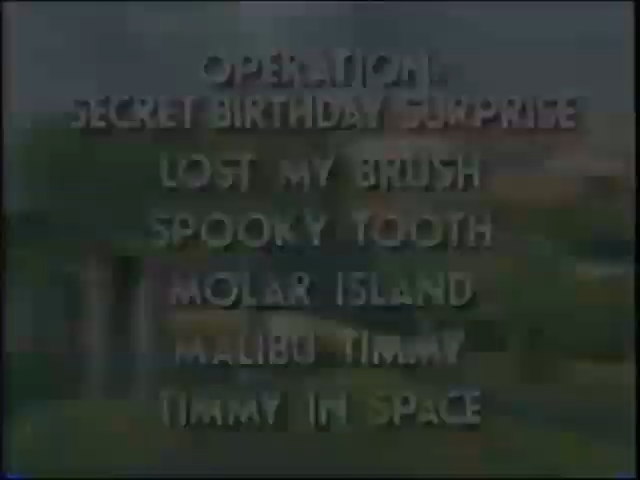 OPERATION:
SECRET BIRTHDAY SURPRISE
LOST MY BRUSH
SPOOKY TOOTH
MOLAR ISLAND
MALIBU TIMMY
TIMMY IN SPACE